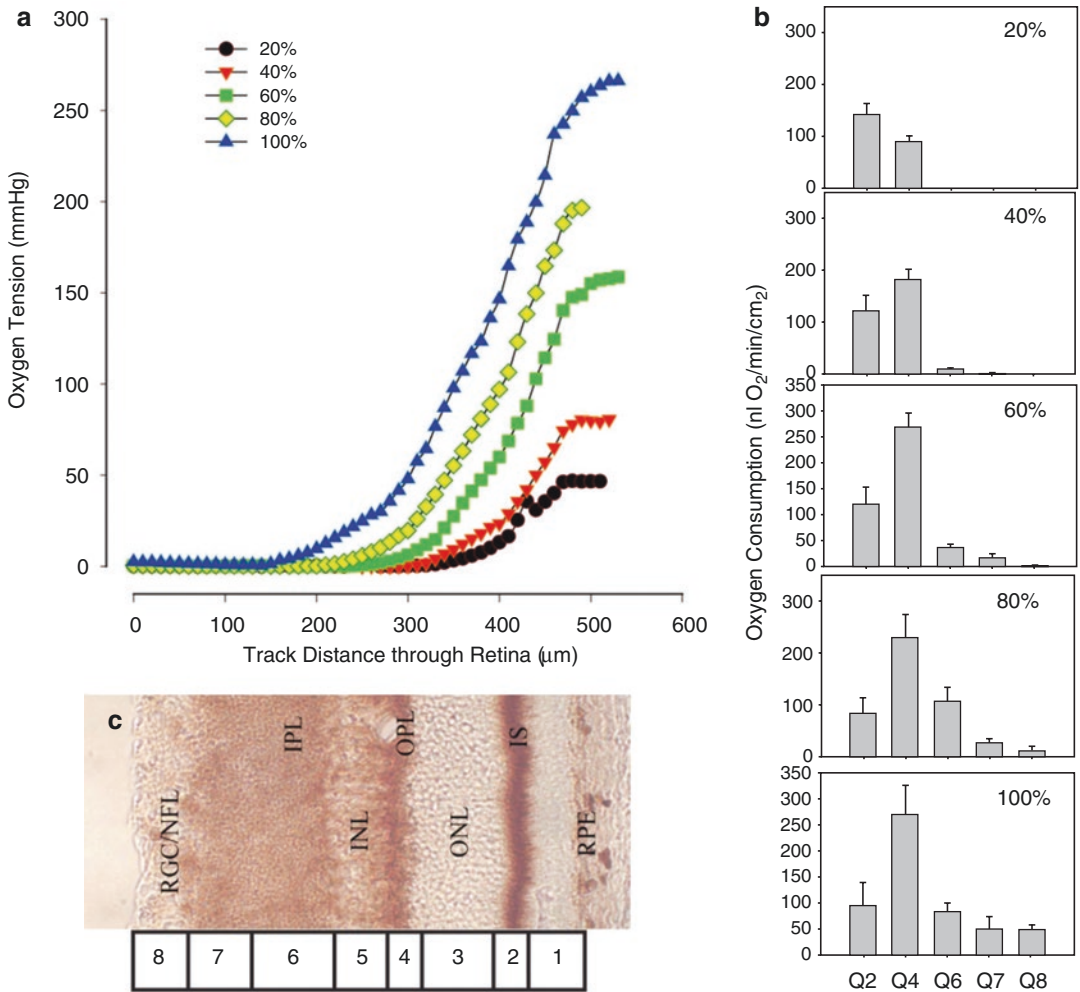 a
300
250
200
150
100
50
0
Oxygen Tension (mmHg)
20%
40%
60%
80%
100%
0 100 200 300 400 500 600
Track Distance through Retina (μm)
b
Oxygen Consumption (nl O2/min/cm2)
20%
300
200
100
0
40%
300
200
100
0
60%
350
300
250
200
150
100
50
0
80%
300
200
100
0
100%
350
300
250
200
150
100
50
0
Q2 Q4 Q6 Q7 Q8
c
RGC/NFL
IPL
INL
OPL
ONL
IS
RPE
8 7 6 5 4 3 2 1